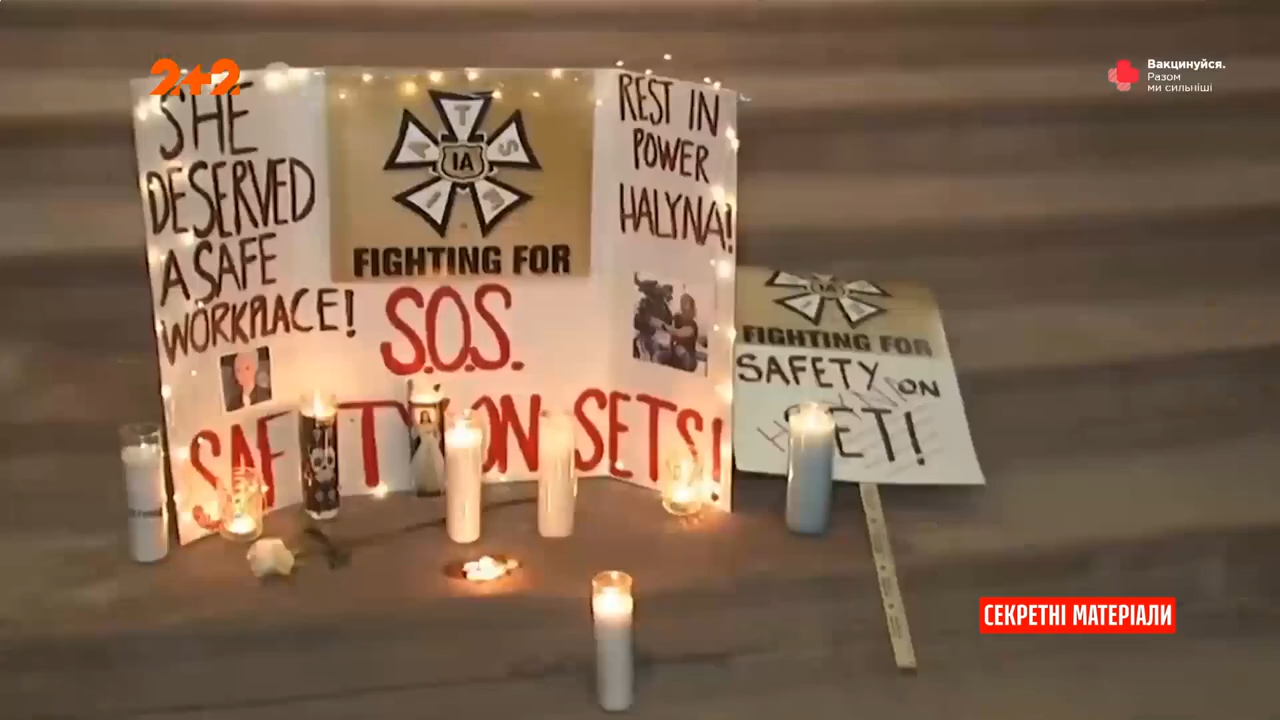 2+2
Вакцинуйся.
Разом
ми сильніші
SHE
DESERVED
A SAFE
WORKPLACE!
I A T S E
IA
FIGHTING FOR
S.O.S.
SAFETY ON SETS!
REST IN
POWER
HALYNA!
IA
FIGHTING FOR
SAFETY ON
SET!
СЕКРЕТНІ МАТЕРІАЛИ